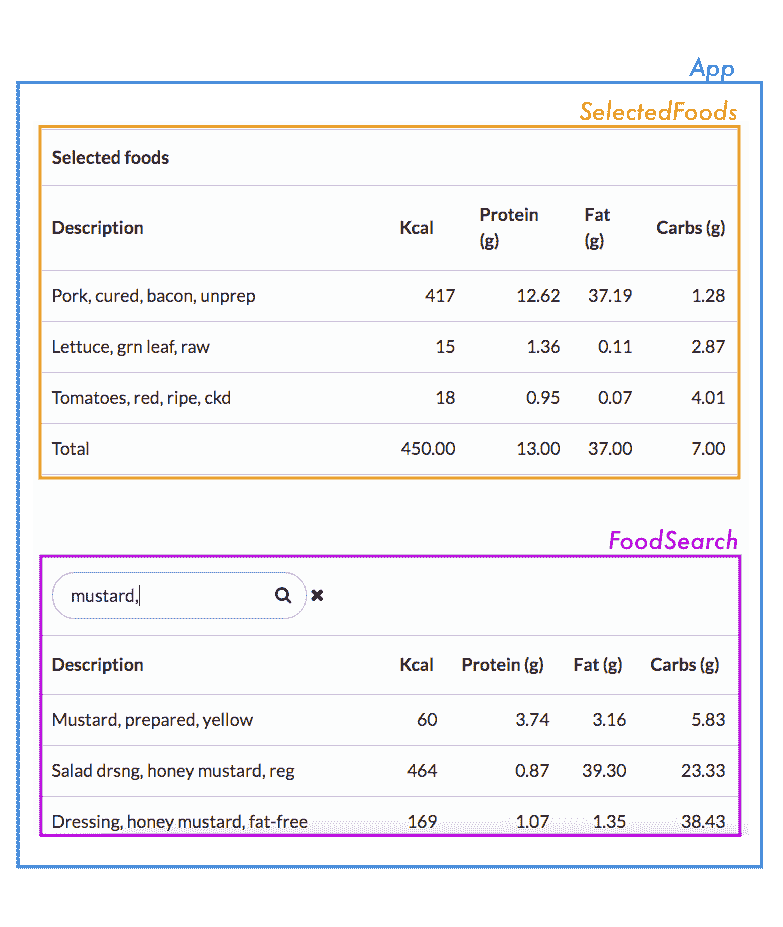 App
SelectedFoods
Selected foods
Description Kcal Protein (g) Fat (g) Carbs (g)
Pork, cured, bacon, unprep 417 12.62 37.19 1.28
Lettuce, grn leaf, raw 15 1.36 0.11 2.87
Tomatoes, red, ripe, ckd 18 0.95 0.07 4.01
Total 450.00 13.00 37.00 7.00
FoodSearch
mustard,
Description Kcal Protein (g) Fat (g) Carbs (g)
Mustard, prepared, yellow 60 3.74 3.16 5.83
Salad drsng, honey mustard, reg 464 0.87 39.30 23.33
Dressing, honey mustard, fat-free 169 1.07 1.35 38.43